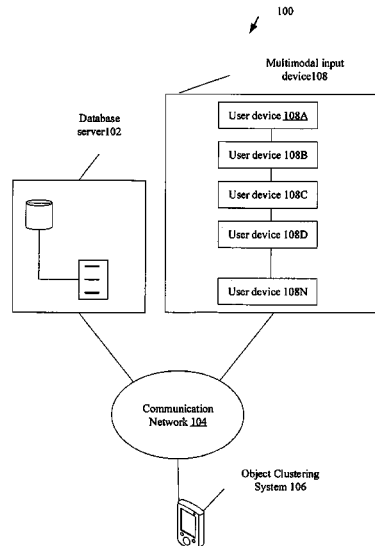 100
Multimodal input
device108
User device 108A
Database
server102
User device 108B
User device 108C
User device 108D
User device 108N
Communication
Network 104
Object Clustering
System 106